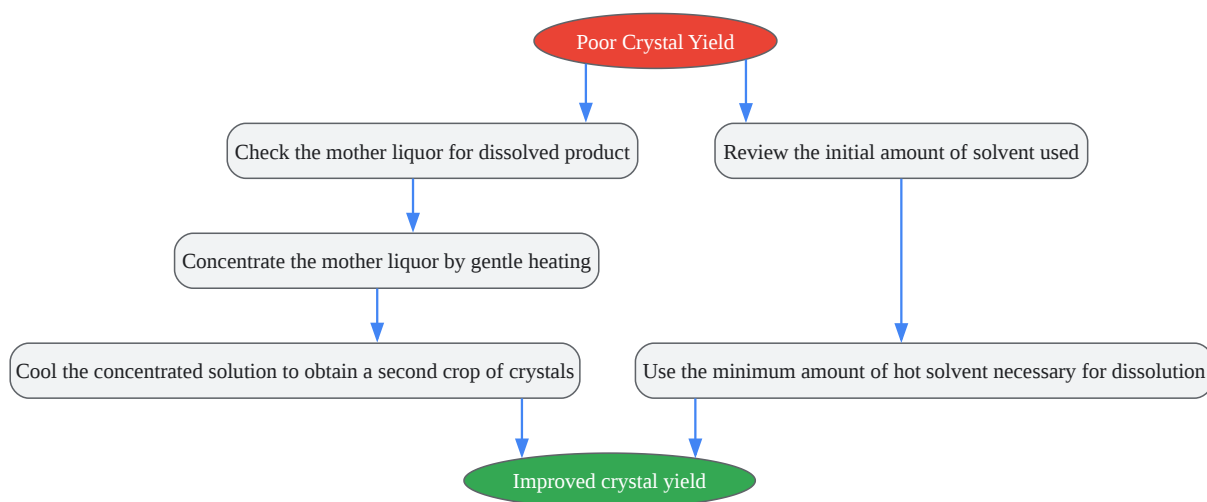 Poor Crystal Yield
Check the mother liquor for dissolved product
Review the initial amount of solvent used
Concentrate the mother liquor by gentle heating
Cool the concentrated solution to obtain a second crop of crystals
Use the minimum amount of hot solvent necessary for dissolution
Improved crystal yield